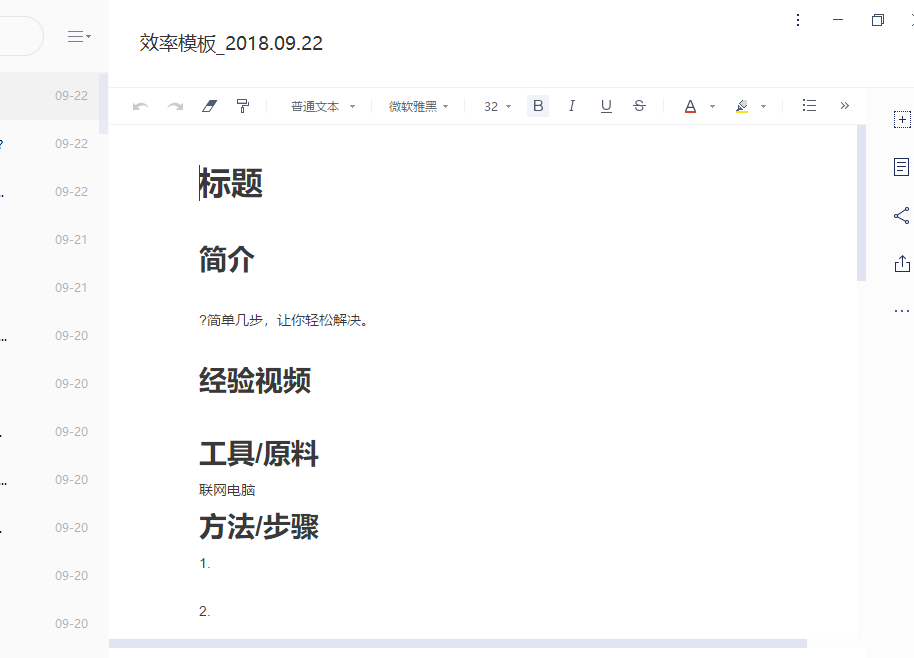 效率模板_2018.09.22
普通文本 微软雅黑 32 B I U S A
09-22
09-22
?
09-22
..
09-21
09-21
...
09-20
09-20
.
09-20
...
09-20
.
09-20
09-20
09-20
标题
简介
?简单几步，让你轻松解决。
经验视频
工具/原料
联网电脑
方法/步骤
1.
2.